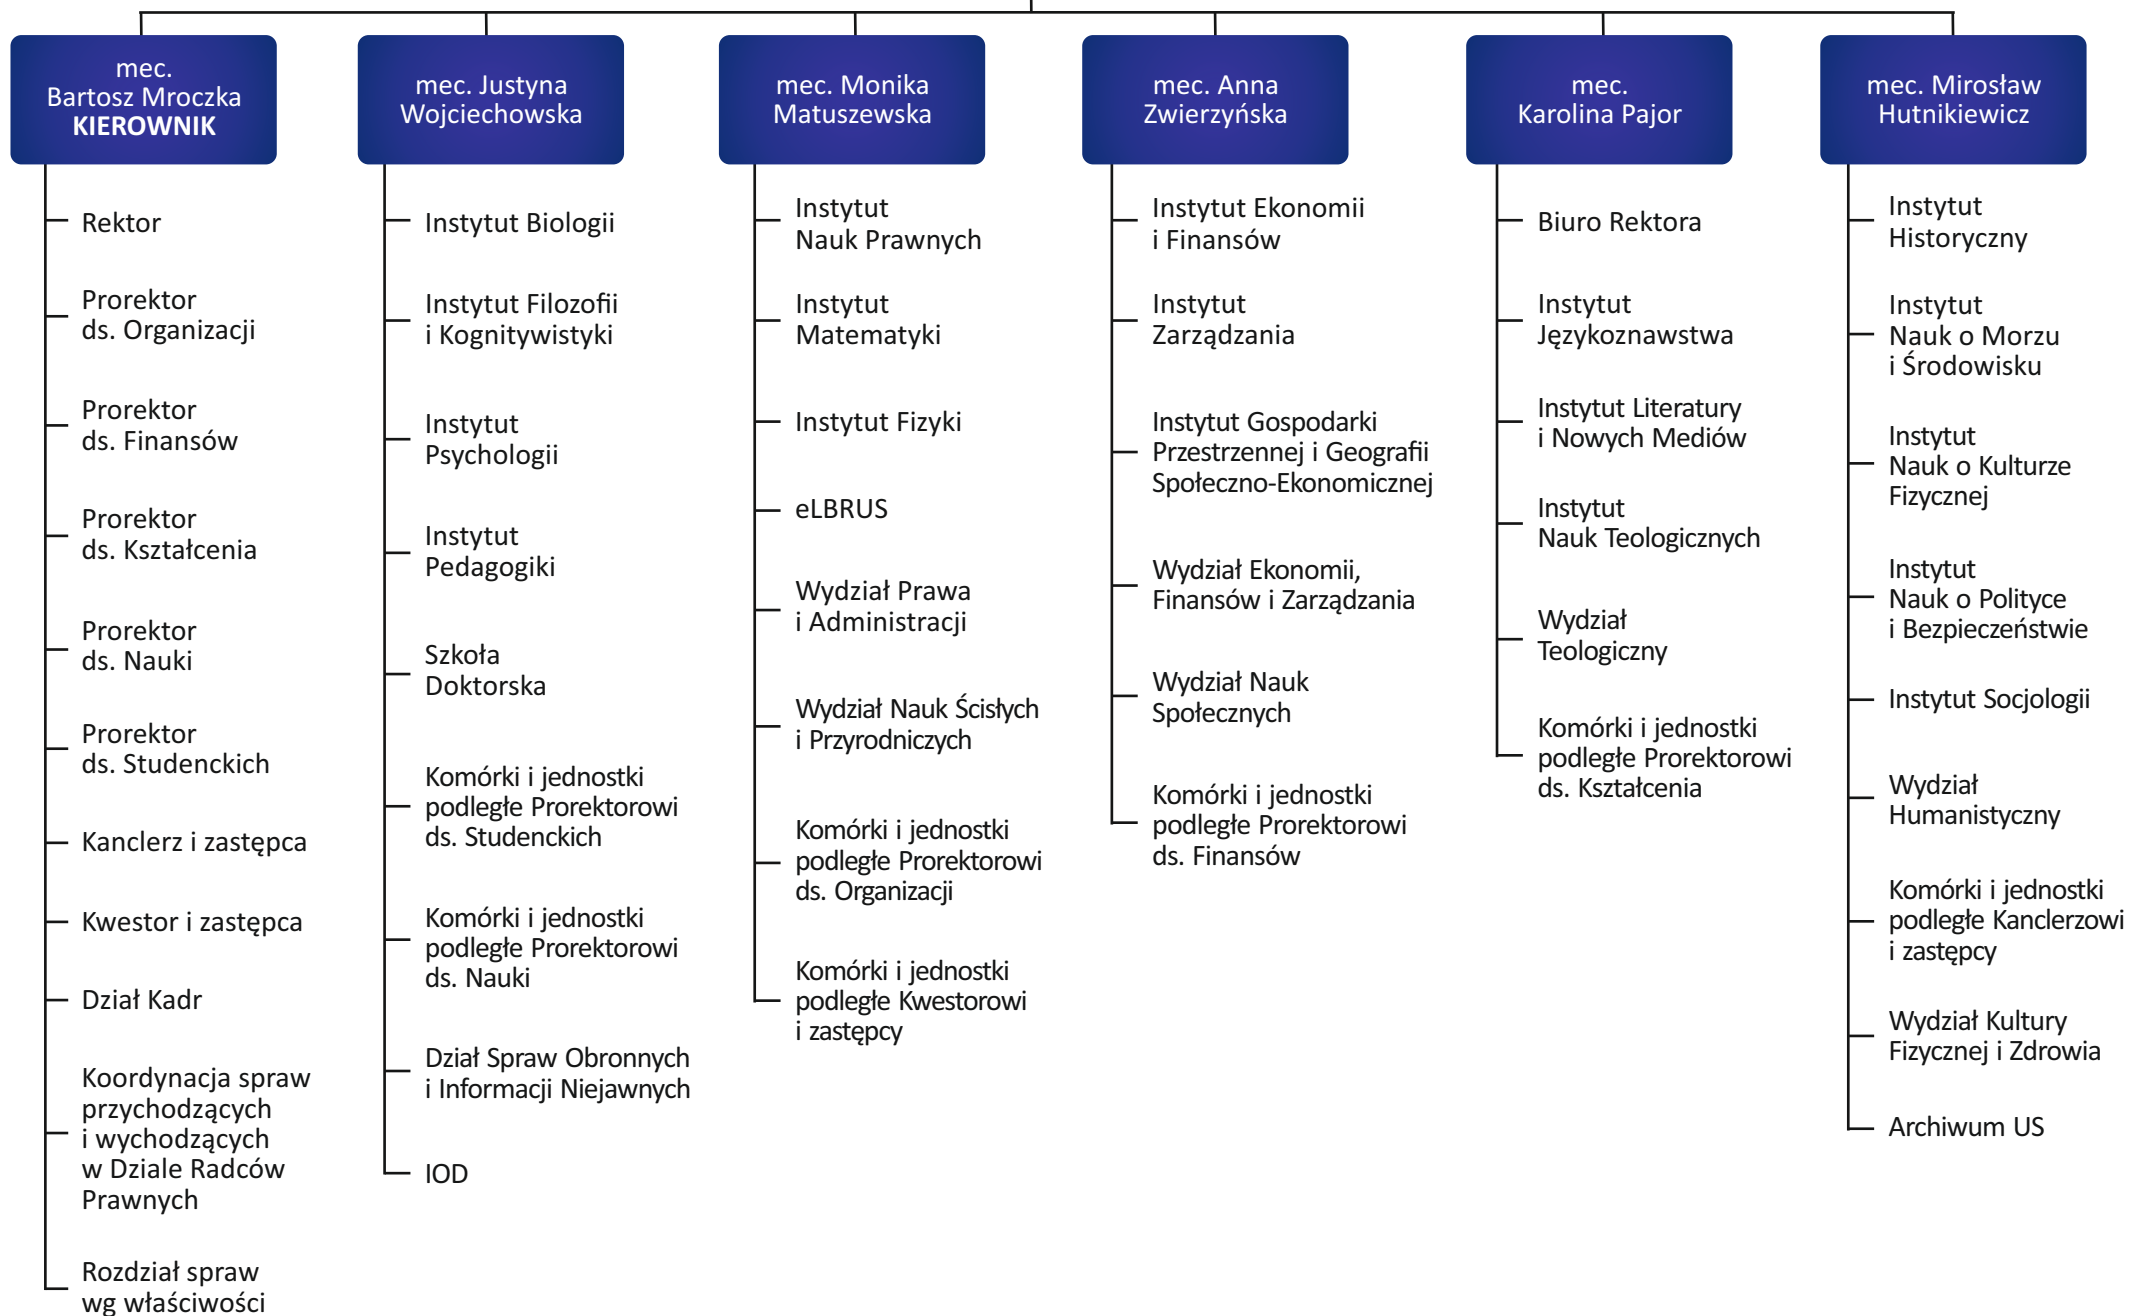 mec.
Bartosz Mroczka
KIEROWNIK
Rektor
Prorektor
ds. Organizacji
Prorektor
ds. Finansów
Prorektor
ds. Kształcenia
Prorektor
ds. Nauki
Prorektor
ds. Studenckich
Kanclerz i zastępca
Kwestor i zastępca
Dział Kadr
Koordynacja spraw
przychodzących
i wychodzących
w Dziale Radców
Prawnych
Rozdział spraw
wg właściwości
mec. Justyna
Wojciechowska
Instytut Biologii
Instytut Filozofii
i Kognitywistyki
Instytut
Psychologii
Instytut
Pedagogiki
Szkoła
Doktorska
Komórki i jednostki
podległe Prorektorowi
ds. Studenckich
Komórki i jednostki
podległe Prorektorowi
ds. Nauki
Dział Spraw Obronnych
i Informacji Niejawnych
IOD
mec. Monika
Matuszewska
Instytut
Nauk Prawnych
Instytut
Matematyki
Instytut Fizyki
eLBRUS
Wydział Prawa
i Administracji
Wydział Nauk Ścisłych
i Przyrodniczych
Komórki i jednostki
podległe Prorektorowi
ds. Organizacji
Komórki i jednostki
podległe Kwestorowi
i zastępcy
mec. Anna
Zwierzyńska
Instytut Ekonomii
i Finansów
Instytut
Zarządzania
Instytut Gospodarki
Przestrzennej i Geografii
Społeczno-Ekonomicznej
Wydział Ekonomii,
Finansów i Zarządzania
Wydział Nauk
Społecznych
Komórki i jednostki
podległe Prorektorowi
ds. Finansów
mec.
Karolina Pajor
Biuro Rektora
Instytut
Językoznawstwa
Instytut Literatury
i Nowych Mediów
Instytut
Nauk Teologicznych
Wydział
Teologiczny
Komórki i jednostki
podległe Prorektorowi
ds. Kształcenia
mec. Mirosław
Hutnikiewicz
Instytut
Historyczny
Instytut
Nauk o Morzu
i Środowisku
Instytut
Nauk o Kulturze
Fizycznej
Instytut
Nauk o Polityce
i Bezpieczeństwie
Instytut Socjologii
Wydział
Humanistyczny
Komórki i jednostki
podległe Kanclerzowi
i zastępcy
Wydział Kultury
Fizycznej i Zdrowia
Archiwum US